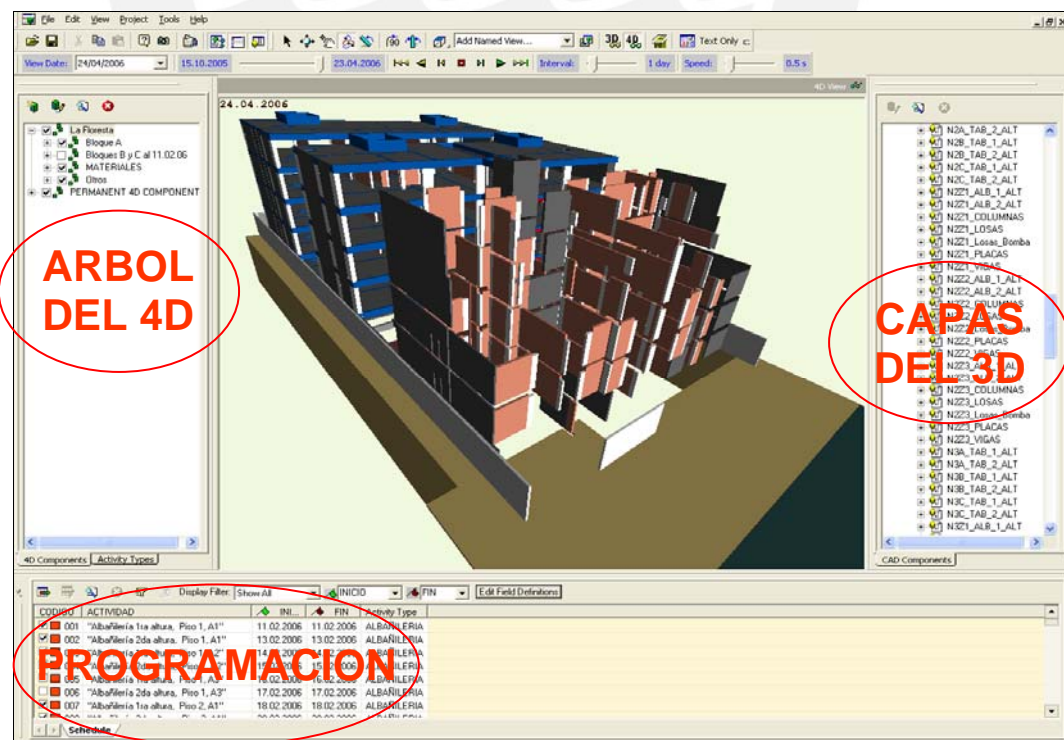 File Edit View Project Tools Help
Add Named View... 3D 4D Text Only
View Date: 24/04/2006 15.10.2005 23.04.2006 Interval: 1 day Speed: 0.5 s
4D View
24.04.2006
La Floresta
Bloque A
Bloques B y C al 11.02.06
MATERIALES
Otros
PERMANENT 4D COMPONENT
ARBOL
DEL 4D
4D Components Activity Types
N2A_TAB_2_ALT
N2B_TAB_1_ALT
N2B_TAB_2_ALT
N2C_TAB_1_ALT
N2C_TAB_2_ALT
N2Z1_ALB_1_ALT
N2Z1_ALB_2_ALT
N2Z1_COLUMNAS
N2Z1_LOSAS
N2Z1_Losas_Bomba
N2Z1_PLACAS
N2Z1_VIGAS
N2Z2_ALB_1_ALT
N2Z2_ALB_2_ALT
N2Z2_COLUMNAS
N2Z2_PLACAS
N2Z2_VIGAS
N2Z3_COLUMNAS
N2Z3_LOSAS
N2Z3_Losas_Bomba
N2Z3_PLACAS
N2Z3_VIGAS
N3A_TAB_1_ALT
N3A_TAB_2_ALT
N3B_TAB_1_ALT
N3B_TAB_2_ALT
N3C_TAB_1_ALT
N3C_TAB_2_ALT
N3Z1_ALB_1_ALT
CAPAS
DEL 3D
CAD Components
Display Filter: Show All INICIO FIN Edit Field Definitions
CODIGO ACTIVIDAD INI... FIN Activity Type
001 "Albañilería 1ra altura, Piso 1, A1" 11.02.2006 11.02.2006 ALBAÑILERIA
002 "Albañilería 2da altura, Piso 1, A1" 13.02.2006 13.02.2006 ALBAÑILERIA
006 "Albañilería 2da altura, Piso 1, A3" 17.02.2006 17.02.2006 ALBAÑILERIA
007 "Albañilería 1ra altura, Piso 2, A1" 18.02.2006 18.02.2006 ALBAÑILERIA
PROGRAMACION
Schedule